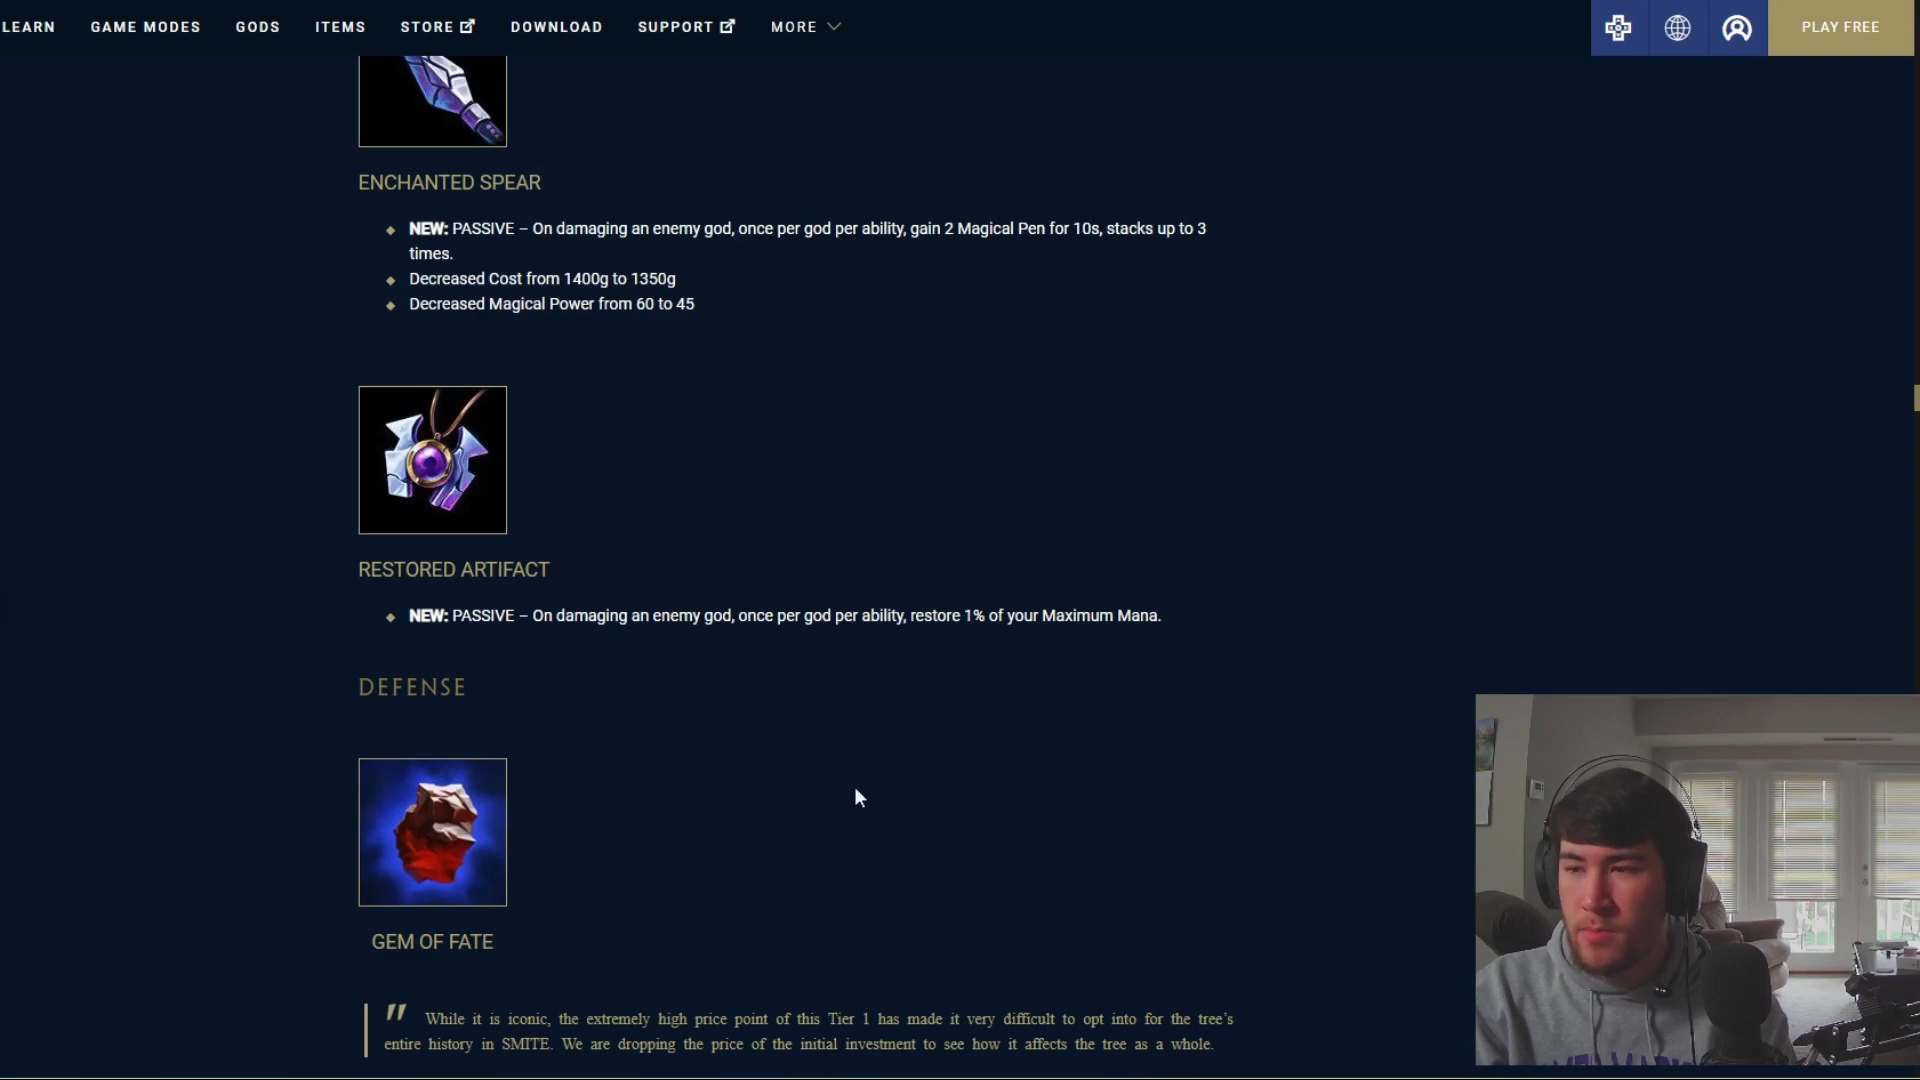 LEARN GAME MODES GODS ITEMS STORE DOWNLOAD SUPPORT MORE PLAY FREE
ENCHANTED SPEAR
NEW: PASSIVE – On damaging an enemy god, once per god per ability, gain 2 Magical Pen for 10s, stacks up to 3
times.
Decreased Cost from 1400g to 1350g
Decreased Magical Power from 60 to 45
RESTORED ARTIFACT
NEW: PASSIVE – On damaging an enemy god, once per god per ability, restore 1% of your Maximum Mana.
DEFENSE
GEM OF FATE
" While it is iconic, the extremely high price point of this Tier 1 has made it very difficult to opt into for the tree’s
entire history in SMITE. We are dropping the price of the initial investment to see how it affects the tree as a whole.